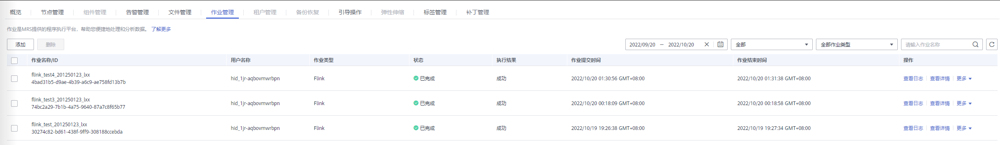 概览 节点管理 组件管理 告警管理 文件管理 作业管理 租户管理 备份恢复 引导操作 弹性伸缩 标签管理 补丁管理
作业是MRS提供的程序执行平台，帮助您便捷地处理和分析数据。 了解更多
添加 删除 2022/09/20 – 2022/10/20 全部 全部作业类型 请输入作业名称
作业名称/ID 用户名称 作业类型 状态 执行结果 作业提交时间 作业结束时间 操作
flink_test4_201250123_lxx
4bad31b5-d9ae-4b39-a6c9-ae758fd13b7b hid_1jr-aqbovmwrbpn Flink 已完成 成功 2022/10/20 01:30:56 GMT+08:00 2022/10/20 01:31:38 GMT+08:00 查看日志 查看详情 更多
flink_test3_201250123_lxx
74bc2a29-7b1b-4a75-9640-87a7c8f65b77 hid_1jr-aqbovmwrbpn Flink 已完成 成功 2022/10/20 00:18:09 GMT+08:00 2022/10/20 00:18:58 GMT+08:00 查看日志 查看详情 更多
flink_test_201250123_lxx
30274c82-bd61-438f-9ff9-308188ccebda hid_1jr-aqbovmwrbpn Flink 已完成 成功 2022/10/19 19:26:38 GMT+08:00 2022/10/19 19:27:34 GMT+08:00 查看日志 查看详情 更多